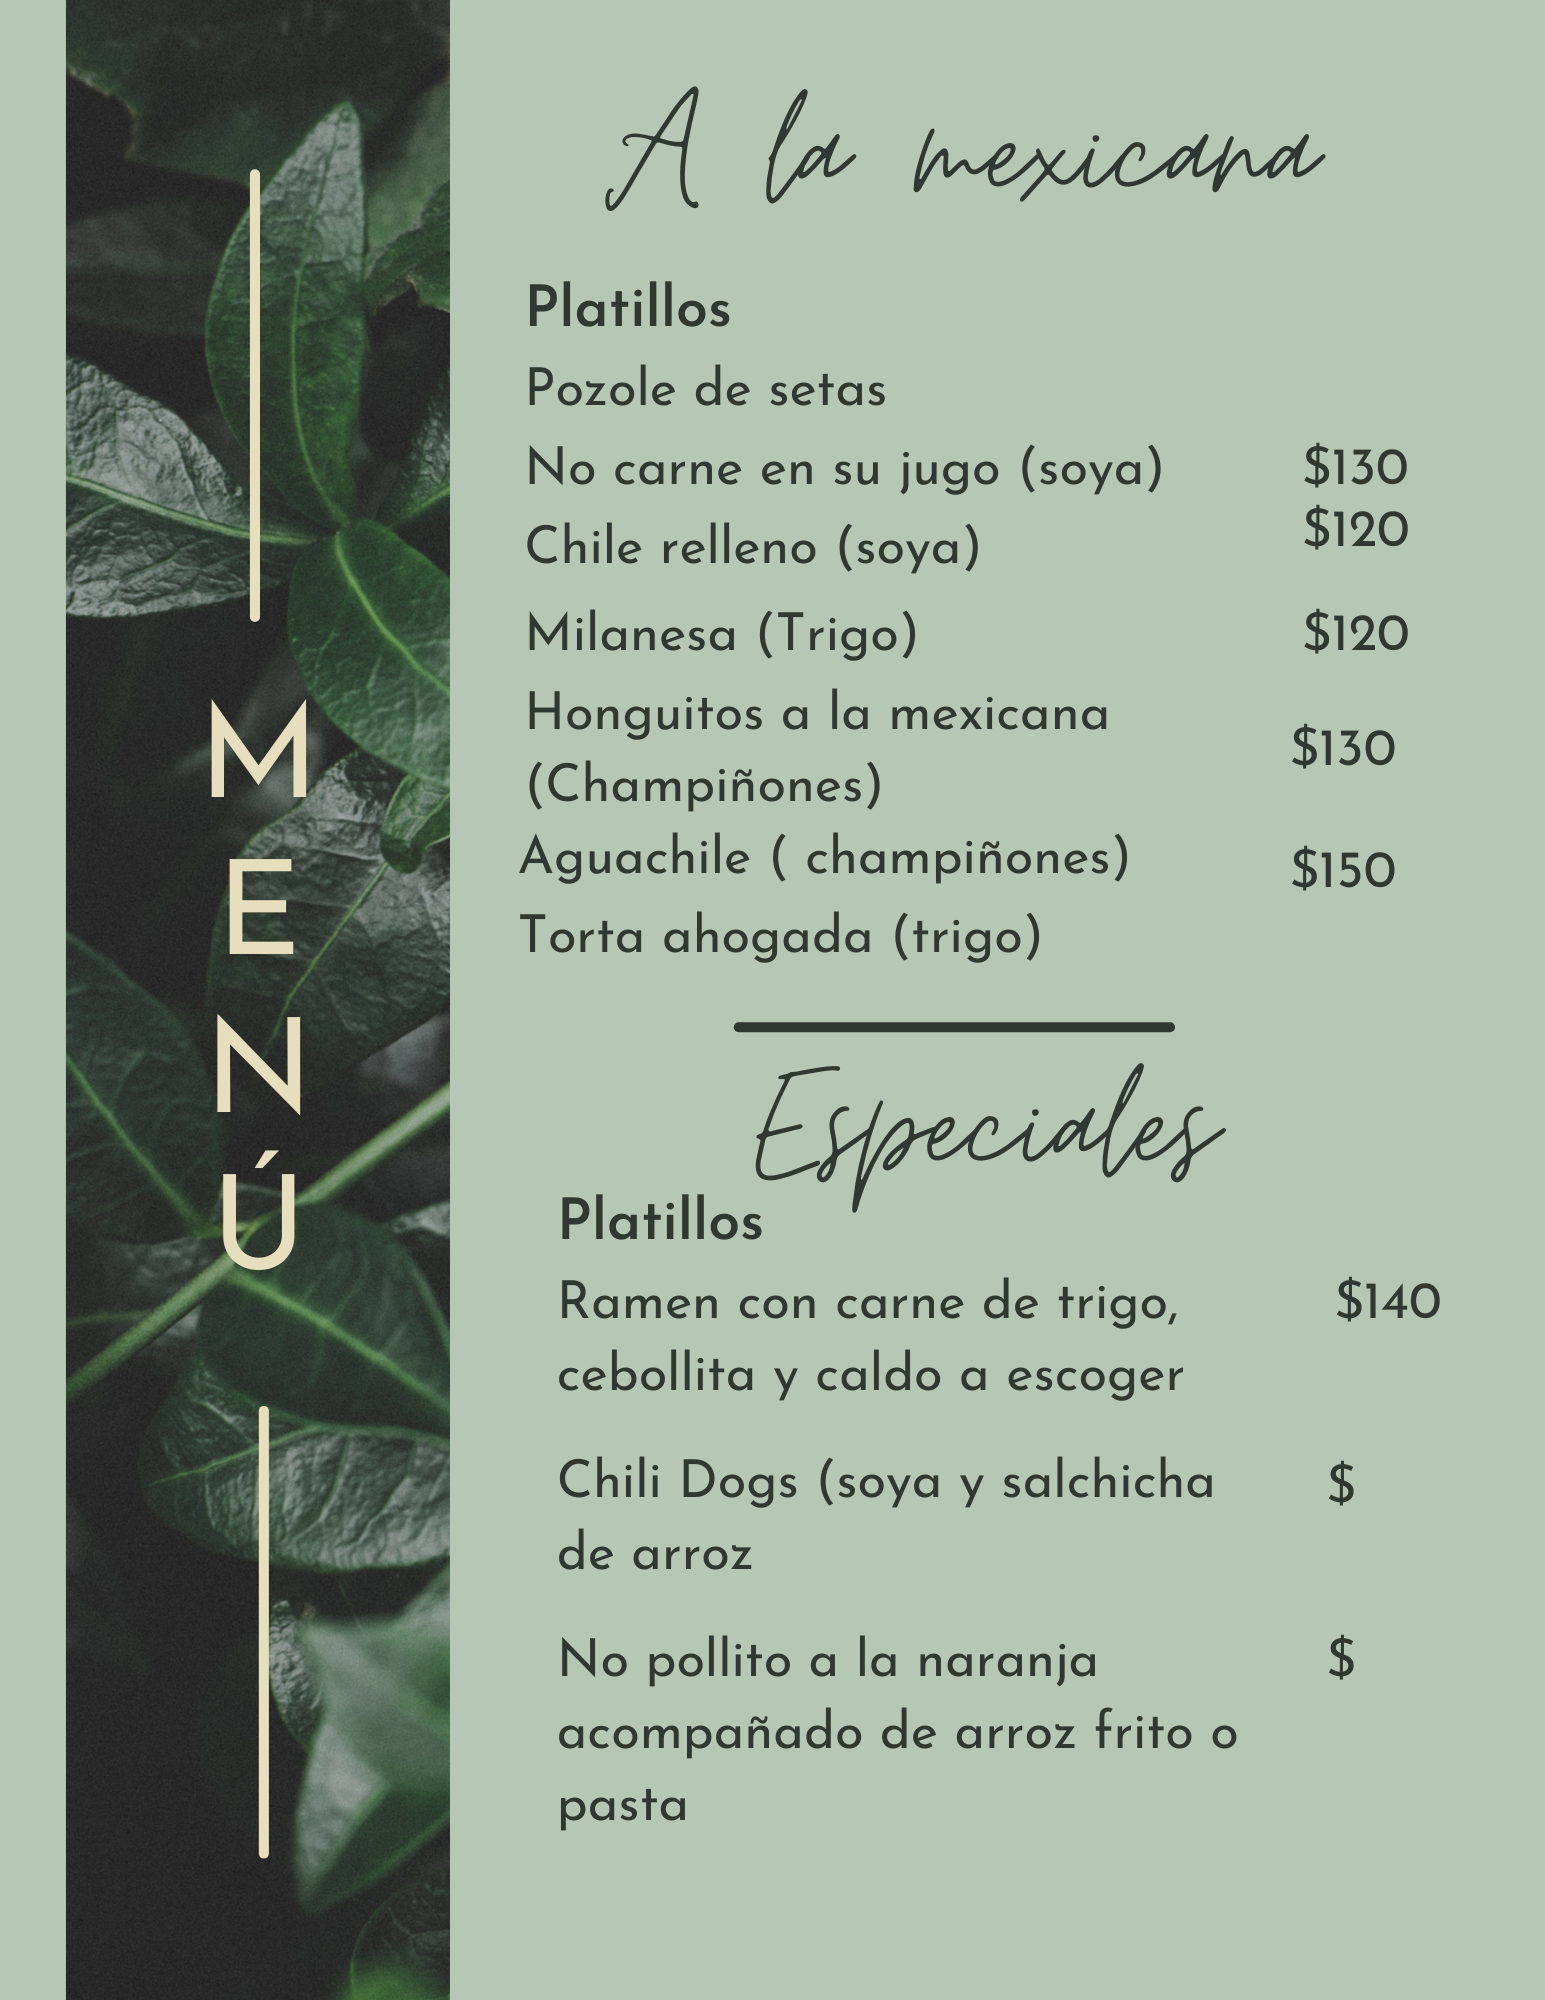 MENÚ
A la mexicana
Platillos
Pozole de setas
No carne en su jugo (soya) $130
Chile relleno (soya) $120
Milanesa (Trigo) $120
Honguitos a la mexicana $130
(Champiñones)
Aguachile ( champiñones) $150
Torta ahogada (trigo)
Especiales
Platillos
Ramen con carne de trigo, $140
cebollita y caldo a escoger
Chili Dogs (soya y salchicha $
de arroz
No pollito a la naranja $
acompañado de arroz frito o
pasta